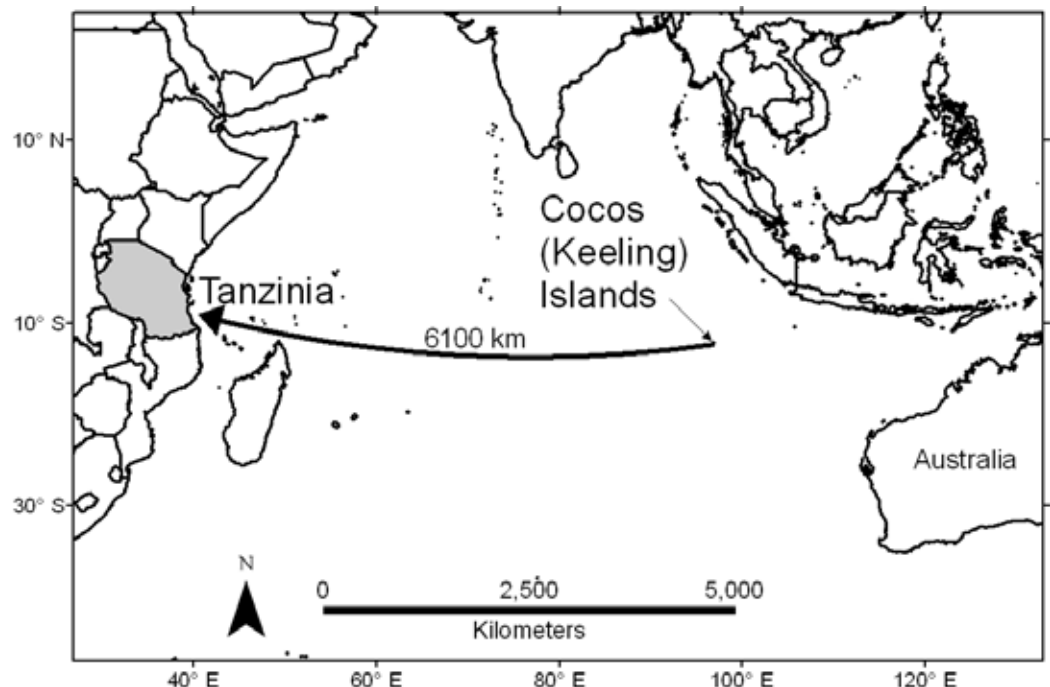 10° N
10° S
30° S
Cocos
(Keeling)
Islands
Tanzinia
6100 km
Australia
N
0 2,500 5,000
Kilometers
40° E 60° E 80° E 100° E 120° E